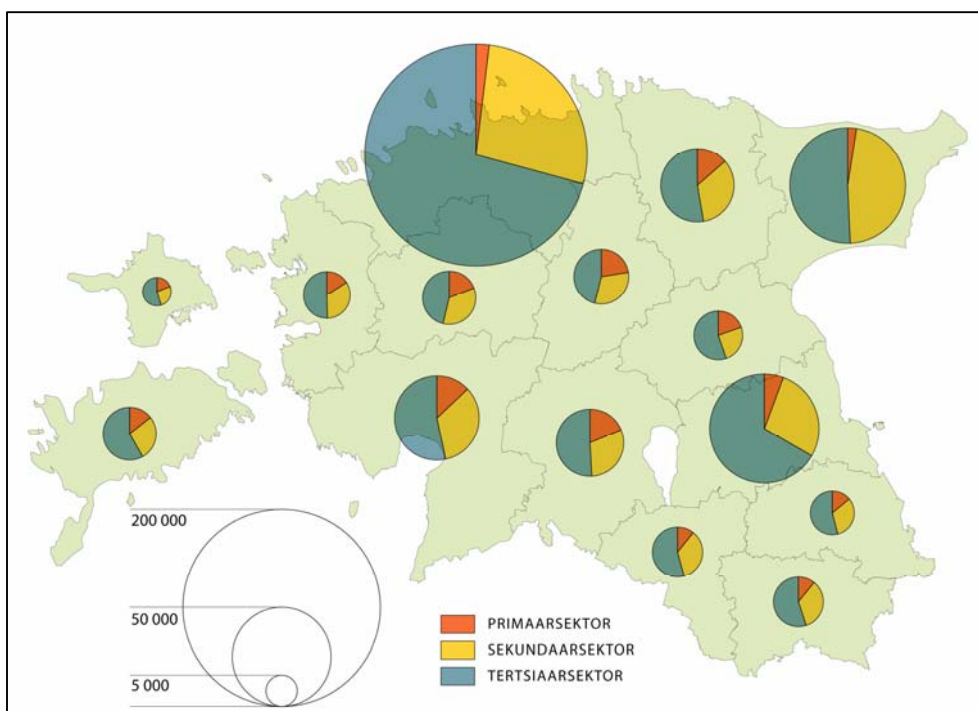 200 000
50 000
5 000
PRIMAARSEKTOR
SEKUNDAARSEKTOR
TERTSIAARSEKTOR